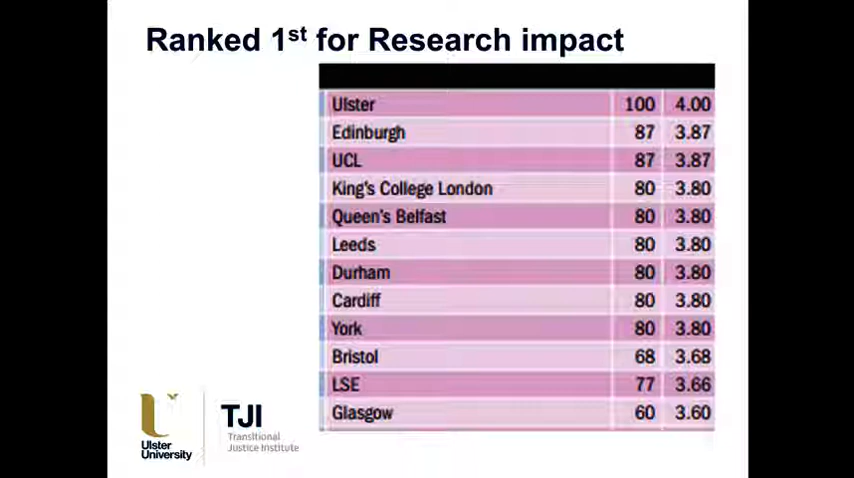 Ranked 1st for Research impact
Ulster 100 4.00
Edinburgh 87 3.87
UCL 87 3.87
King's College London 80 3.80
Queen's Belfast 80 3.80
Leeds 80 3.80
Durham 80 3.80
Cardiff 80 3.80
York 80 3.80
Bristol 68 3.68
LSE 77 3.66
Glasgow 60 3.60
Ulster
University
TJI
Transitional
Justice Institute